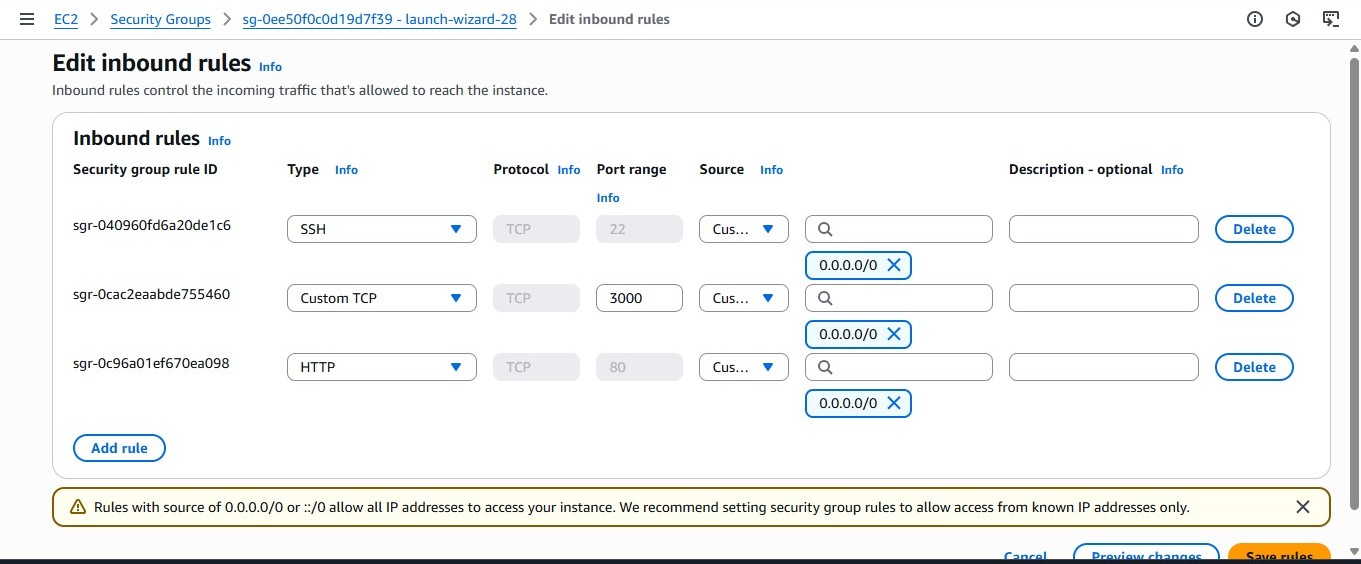 EC2 > Security Groups > sg-0ee50f0c0d19d7f39 - launch-wizard-28 > Edit inbound rules
Edit inbound rules Info
Inbound rules control the incoming traffic that's allowed to reach the instance.
Inbound rules Info
Security group rule ID Type Info Protocol Info Port range Info Source Info Description - optional Info
sgr-040960fd6a20de1c6 SSH TCP 22 Cus... Delete
0.0.0.0/0
sgr-0cac2eaabde755460 Custom TCP TCP 3000 Cus... Delete
0.0.0.0/0
sgr-0c96a01ef670ea098 HTTP TCP 80 Cus... Delete
0.0.0.0/0
Add rule
Rules with source of 0.0.0.0/0 or ::/0 allow all IP addresses to access your instance. We recommend setting security group rules to allow access from known IP addresses only.
Cancel Preview changes Save rules